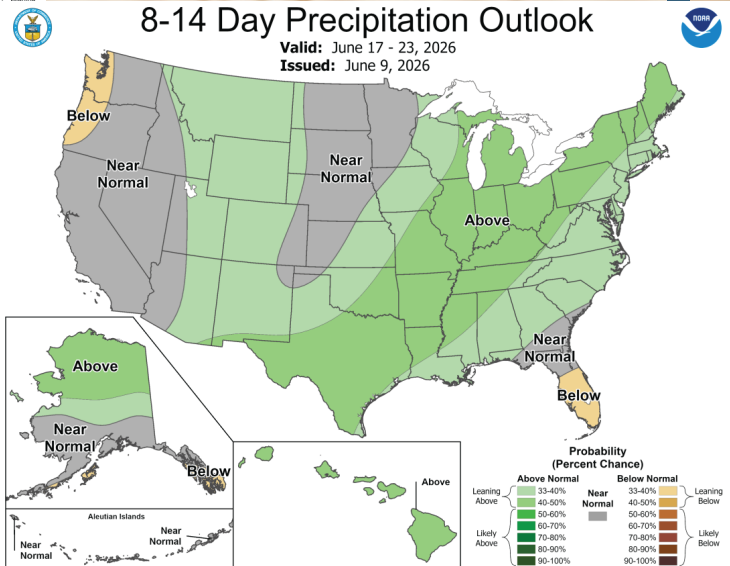 8-14 Day Precipitation Outlook
Valid: June 17 - 23, 2026
Issued: June 9, 2026
NOAA
Below
Near
Normal
Near
Normal
Above
Near
Normal
Below
Above
Near
Normal
Below
Aleutian Islands
Near
Normal
Near
Normal
Above
Probability
(Percent Chance)
Above Normal
Below Normal
Leaning
Above
33-40%
40-50%
50-60%
60-70%
70-80%
80-90%
90-100%
Likely
Above
Near
Normal
33-40%
40-50%
50-60%
60-70%
70-80%
80-90%
90-100%
Leaning
Below
Likely
Below